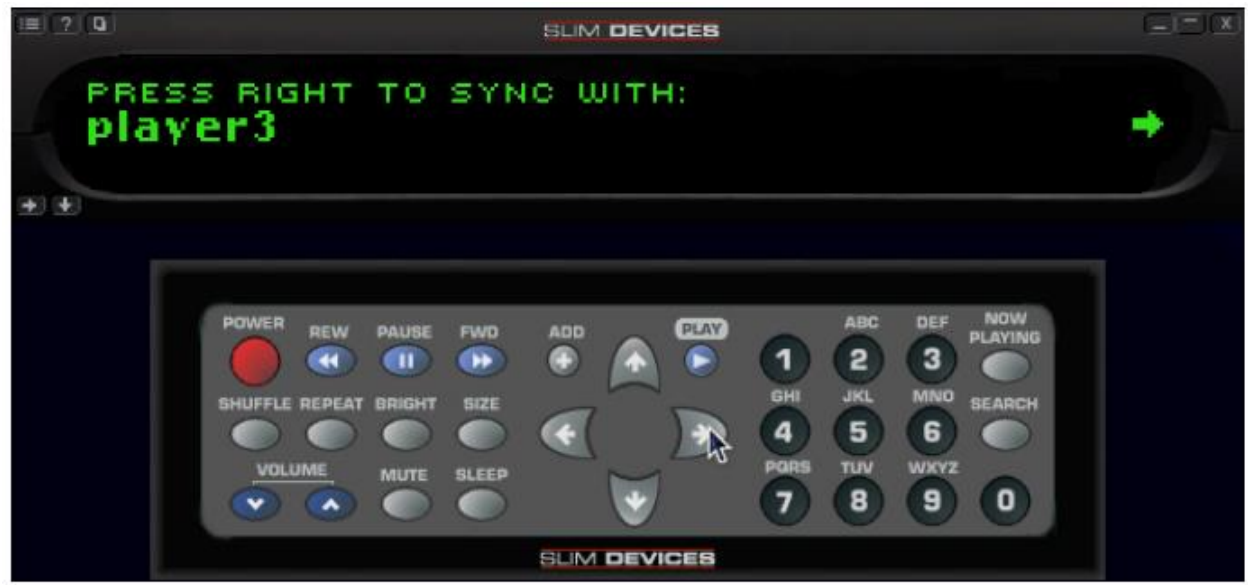 ? X
SLIM DEVICES
PRESS RIGHT TO SYNC WITH:
player3
POWER REW PAUSE FWD ADD PLAY ABC DEF NOW PLAYING
1 2 3
SHUFFLE REPEAT BRIGHT SIZE GHI JKL MNO SEARCH
4 5 6
VOLUME MUTE SLEEP PQRS TUV WXYZ
7 8 9 0
SLIM DEVICES